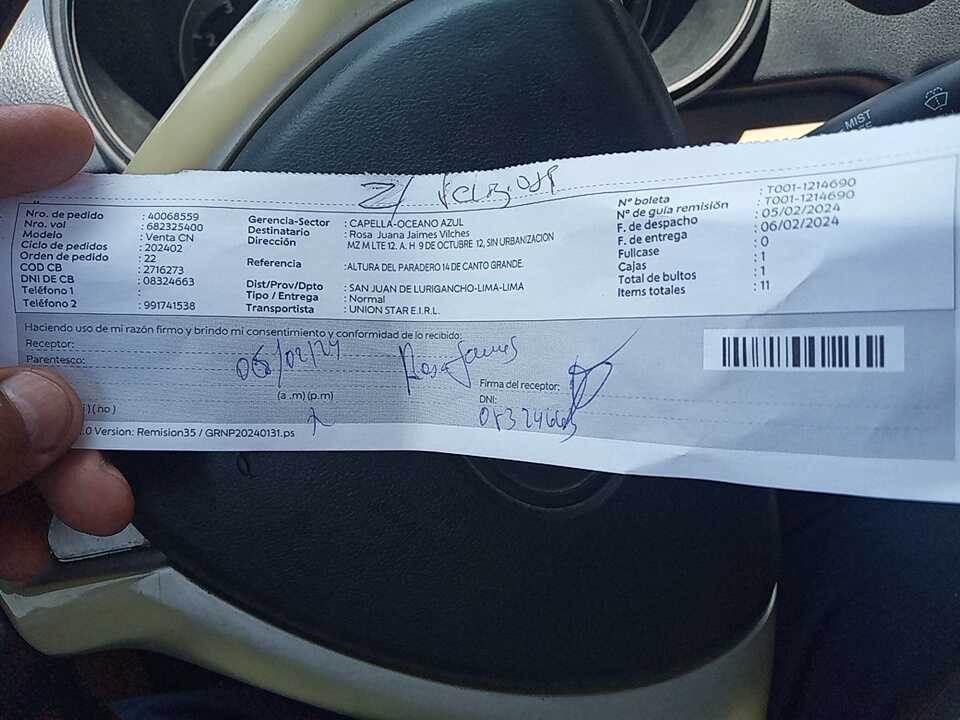 Nro. de pedido : 40068559
Nro. vol : 682325400
Modelo : Venta CN
Ciclo de pedidos : 202402
Orden de pedido : 22
COD CB : 2716273
DNI DE CB : 08324663
Teléfono 1 :
Teléfono 2 : 991741538
Gerencia-Sector : CAPELLA-OCEANO AZUL
Destinatario : Rosa Juana Jaimes Vilches
Dirección : MZ M LTE 12. A. H 9 DE OCTUBRE 12, SIN URBANIZACION
Referencia : ALTURA DEL PARADERO 14 DE CANTO GRANDE.
Dist/Prov/Dpto : SAN JUAN DE LURIGANCHO-LIMA-LIMA
Tipo / Entrega : Normal
Transportista : UNION STAR E.I.R.L.
N° boleta : T001-1214690
N° de guía remisión : T001-1214690
F. de despacho : 05/02/2024
F. de entrega : 06/02/2024
Fullcase : 0
Cajas : 1
Total de bultos : 1
Items totales : 11
Haciendo uso de mi razón firmo y brindo mi consentimiento y conformidad de lo recibido:
Receptor:
Parentesco:
06/02/24
Rosa Jaimes
(a .m) (p.m)
Firma del receptor:
DNI:
08324663
) (no )
.0 Version: Remision35 / GRNP20240131.ps
MIST